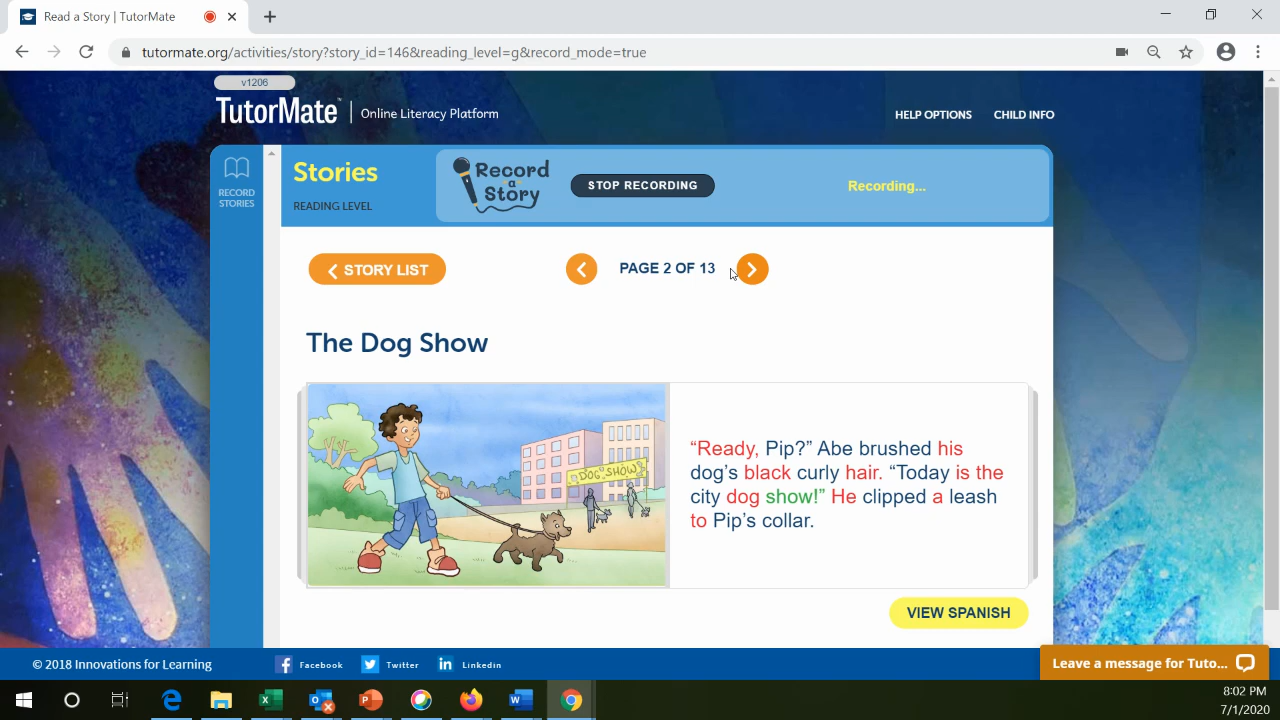 Read a Story | TutorMate
tutormate.org/activities/story?story_id=146&reading_level=g&record_mode=true
v1206
TutorMate™ | Online Literacy Platform
HELP OPTIONS CHILD INFO
RECORD
STORIES
Stories
READING LEVEL
Record
a
Story
STOP RECORDING
Recording...
STORY LIST
PAGE 2 OF 13
The Dog Show
DOG SHOW
“Ready, Pip?” Abe brushed his
dog’s black curly hair. “Today is the
city dog show!” He clipped a leash
to Pip’s collar.
VIEW SPANISH
© 2018 Innovations for Learning
Facebook
Twitter
Linkedin
Leave a message for Tuto...
8:02 PM
7/1/2020